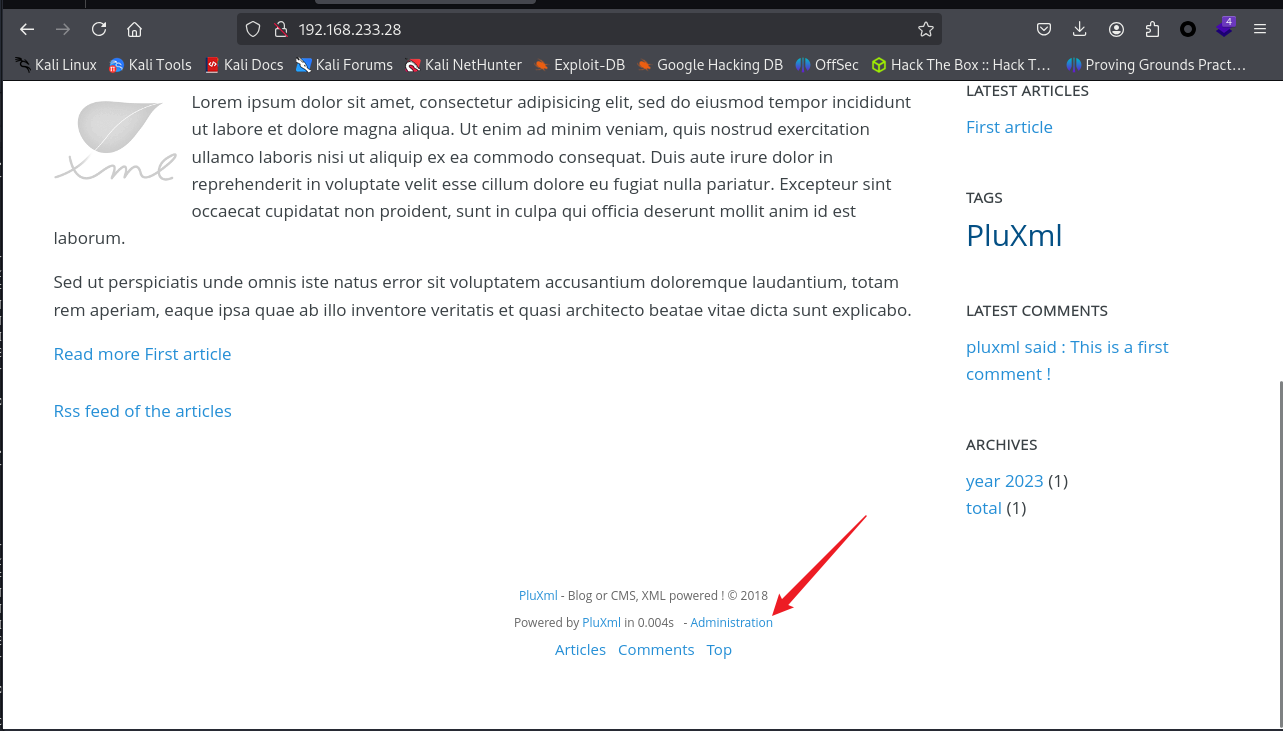 192.168.233.28
4
Kali Linux Kali Tools Kali Docs Kali Forums Kali NetHunter Exploit-DB Google Hacking DB OffSec Hack The Box :: Hack T... Proving Grounds Pract...
xml
Lorem ipsum dolor sit amet, consectetur adipisicing elit, sed do eiusmod tempor incididunt
ut labore et dolore magna aliqua. Ut enim ad minim veniam, quis nostrud exercitation
ullamco laboris nisi ut aliquip ex ea commodo consequat. Duis aute irure dolor in
reprehenderit in voluptate velit esse cillum dolore eu fugiat nulla pariatur. Excepteur sint
occaecat cupidatat non proident, sunt in culpa qui officia deserunt mollit anim id est
laborum.
Sed ut perspiciatis unde omnis iste natus error sit voluptatem accusantium doloremque laudantium, totam
rem aperiam, eaque ipsa quae ab illo inventore veritatis et quasi architecto beatae vitae dicta sunt explicabo.
Read more First article
Rss feed of the articles
LATEST ARTICLES
First article
TAGS
PluXml
LATEST COMMENTS
pluxml said : This is a first
comment !
ARCHIVES
year 2023 (1)
total (1)
PluXml - Blog or CMS, XML powered ! © 2018
Powered by PluXml in 0.004s - Administration
Articles Comments Top